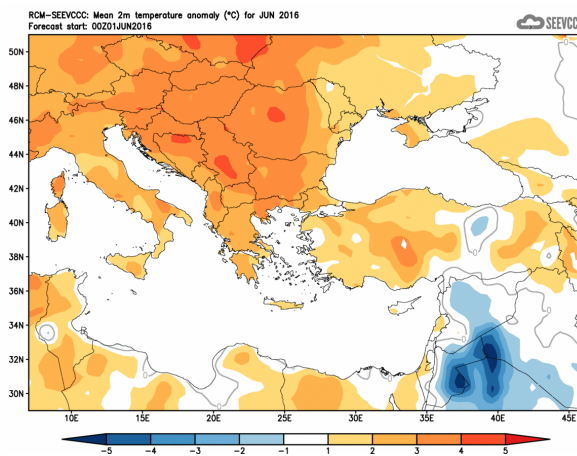 RCM-SEEVCCC: Mean 2m temperature anomaly (°C) for JUN 2016
Forecast start: 00Z01JUN2016
SEEVCC
50N
48N
46N
44N
42N
40N
38N
36N
34N
32N
30N
10E 15E 20E 25E 30E 35E 40E 45E
-5 -4 -3 -2 -1 1 2 3 4 5